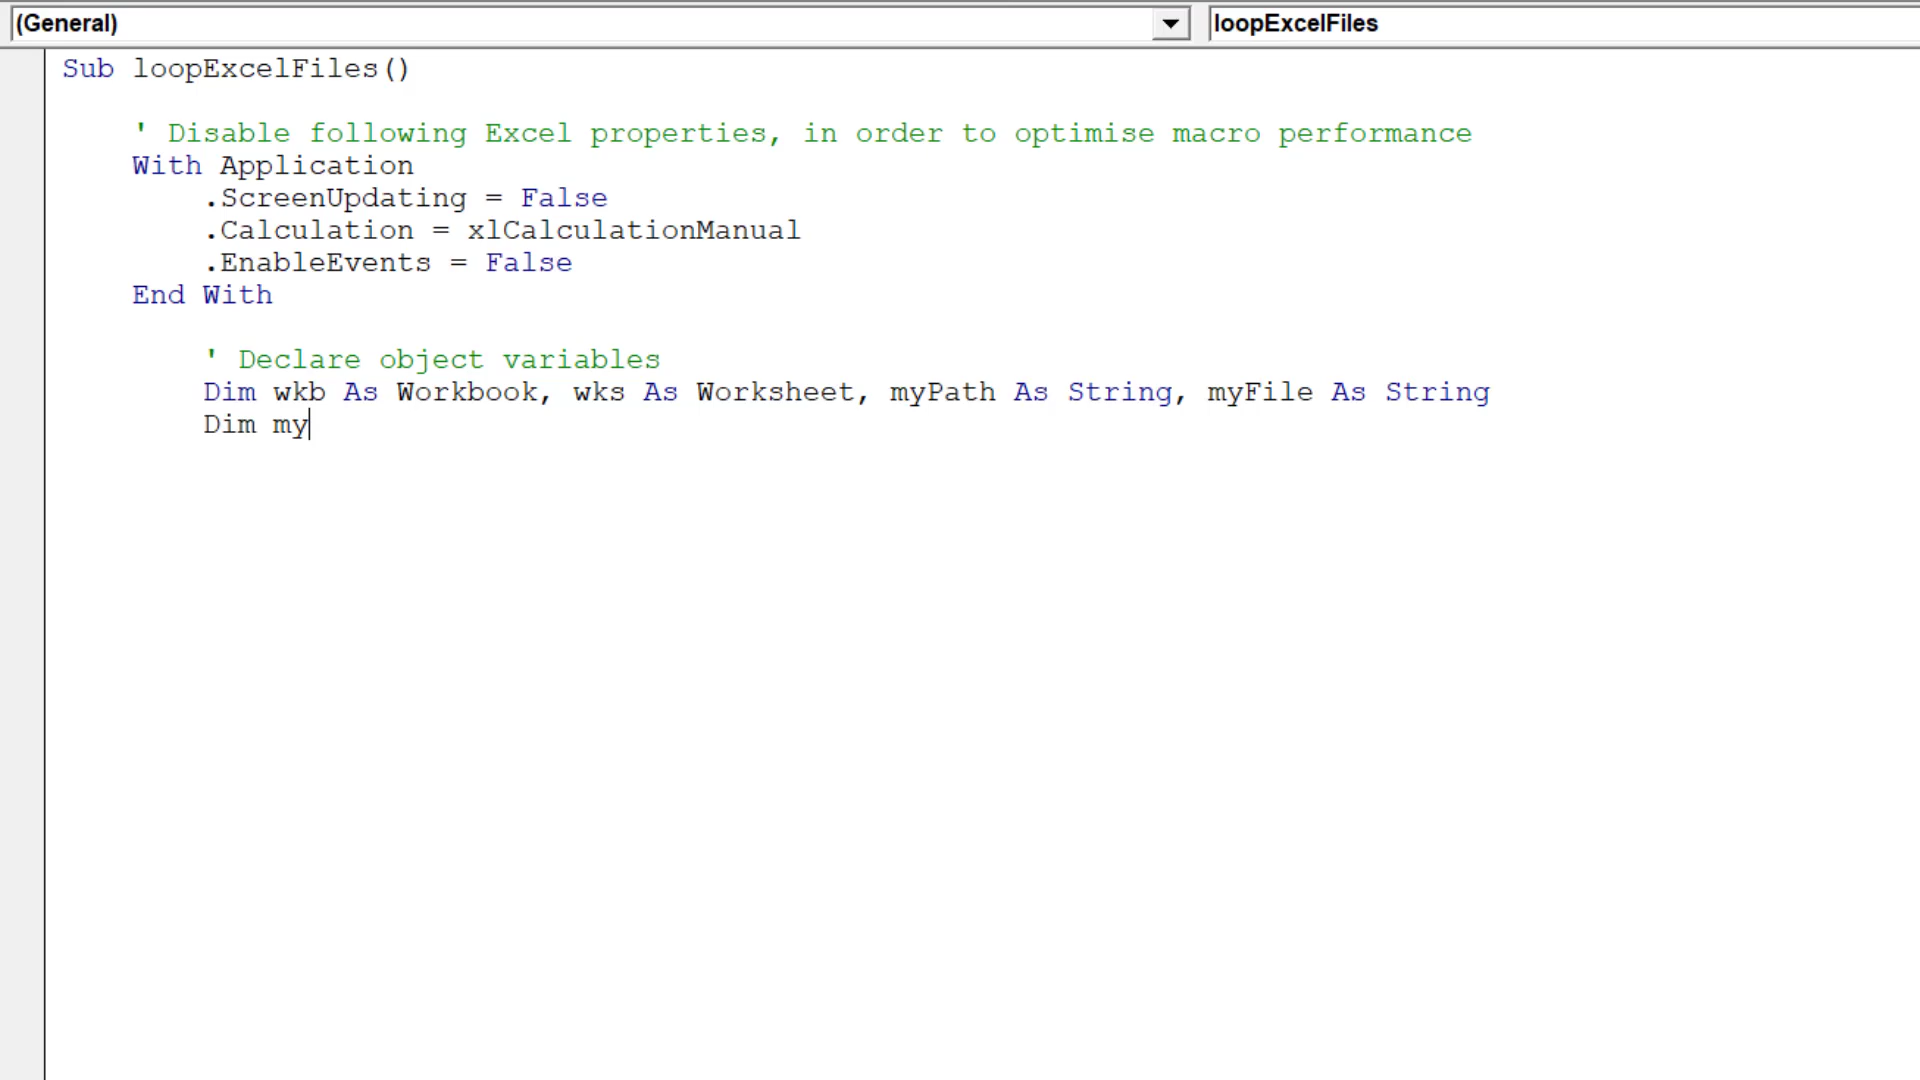 (General)
loopExcelFiles
Sub loopExcelFiles()
' Disable following Excel properties, in order to optimise macro performance
With Application
.ScreenUpdating = False
.Calculation = xlCalculationManual
.EnableEvents = False
End With
' Declare object variables
Dim wkb As Workbook, wks As Worksheet, myPath As String, myFile As String
Dim my